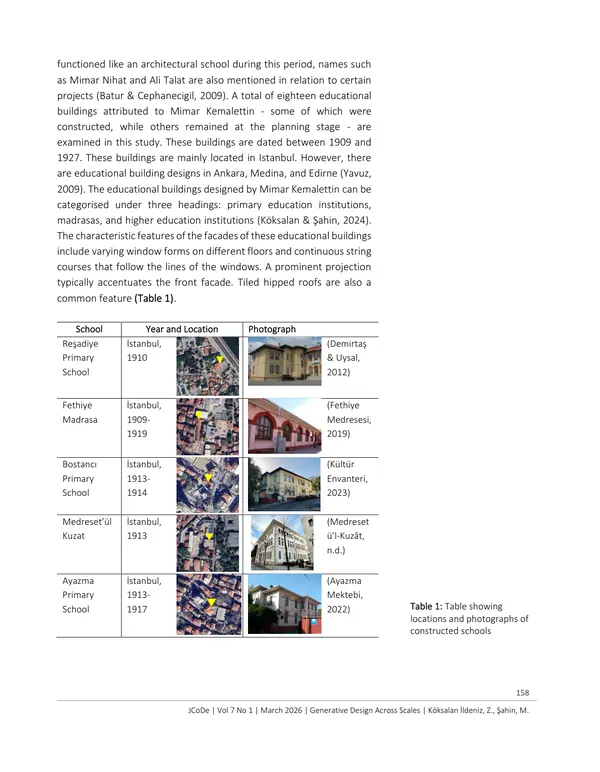 functioned like an architectural school during this period, names such
as Mimar Nihat and Ali Talat are also mentioned in relation to certain
projects (Batur & Cephanecigil, 2009). A total of eighteen educational
buildings attributed to Mimar Kemalettin - some of which were
constructed, while others remained at the planning stage - are
examined in this study. These buildings are dated between 1909 and
1927. These buildings are mainly located in Istanbul. However, there
are educational building designs in Ankara, Medina, and Edirne (Yavuz,
2009). The educational buildings designed by Mimar Kemalettin can be
categorised under three headings: primary education institutions,
madrasas, and higher education institutions (Köksalan & Şahin, 2024).
The characteristic features of the facades of these educational buildings
include varying window forms on different floors and continuous string
courses that follow the lines of the windows. A prominent projection
typically accentuates the front facade. Tiled hipped roofs are also a
common feature (Table 1).
School Year and Location Photograph
Reşadiye İstanbul, (Demirtaş
Primary 1910 & Uysal,
School 2012)
Fethiye İstanbul, (Fethiye
Madrasa 1909- Medresesi,
1919 2019)
Bostancı İstanbul, (Kültür
Primary 1913- Envanteri,
School 1914 2023)
Medreset'ül İstanbul, (Medreset
Kuzat 1913 ü'l-Kuzât,
n.d.)
Ayazma İstanbul, (Ayazma
Primary 1913- Mektebi,
School 1917 2022)
Table 1: Table showing
locations and photographs of
constructed schools
158
JCoDe | Vol 7 No 1 | March 2026 | Generative Design Across Scales | Köksalan İldeniz, Z., Şahin, M.